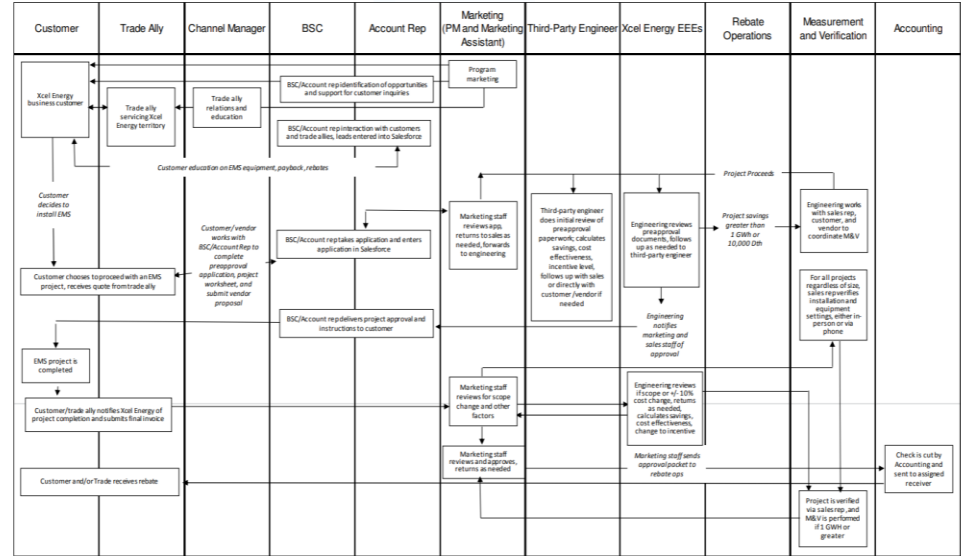 Customer
Trade Ally
Channel Manager
BSC
Account Rep
Marketing
(PM and Marketing
Assistant)
Third-Party Engineer
Xcel Energy EEEs
Rebate
Operations
Measurement
and Verification
Accounting
Xcel Energy
business customer
Trade ally
servicing Xcel
Energy territory
Trade ally
relations and
education
BSC/Account rep identification of opportunities
and support for customer inquiries
Program
marketing
BSC/Account rep interaction with customers
and trade allies, leads entered into Salesforce
Customer education on EMS equipment, payback, rebates
Project Proceeds
Customer
decides to
install EMS
Customer/vendor
works with
BSC/Account Rep to
complete
preapproval
application, project
worksheet, and
submit vendor
proposal
BSC/Account rep takes application and enters
application in Salesforce
Marketing staff
reviews app,
returns to sales as
needed, forwards
to engineering
Third-party engineer
does initial review of
preapproval
paperwork; calculates
savings, cost
effectiveness,
incentive level,
follows up with sales
or directly with
customer/vendor if
needed
Engineering reviews
preapproval
documents, follows
up as needed to
third-party engineer
Project savings
greater than
1 GWh or
10,000 Dth
Engineering works
with sales rep,
customer, and
vendor to
coordinate M&V
Customer chooses to proceed with an EMS
project, receives quote from trade ally
For all projects
regardless of size,
sales rep verifies
installation and
equipment
settings, either in-
person or via
phone
BSC/Account rep delivers project approval and
instructions to customer
Engineering
notifies
marketing and
sales staff of
approval
EMS project is
completed
Customer/trade ally notifies Xcel Energy of
project completion and submits final invoice
Marketing staff
reviews for scope
change and other
factors
Engineering reviews
if scope or +/- 10%
cost change, returns
as needed,
calculates savings,
cost effectiveness,
change to incentive
Marketing staff
reviews and approves,
returns as needed
Marketing staff sends
approval packet to
rebate ops
Check is cut by
Accounting and
sent to assigned
receiver
Customer and/or Trade receives rebate
Project is verified
via sales rep, and
M&V is performed
if 1 GWH or
greater